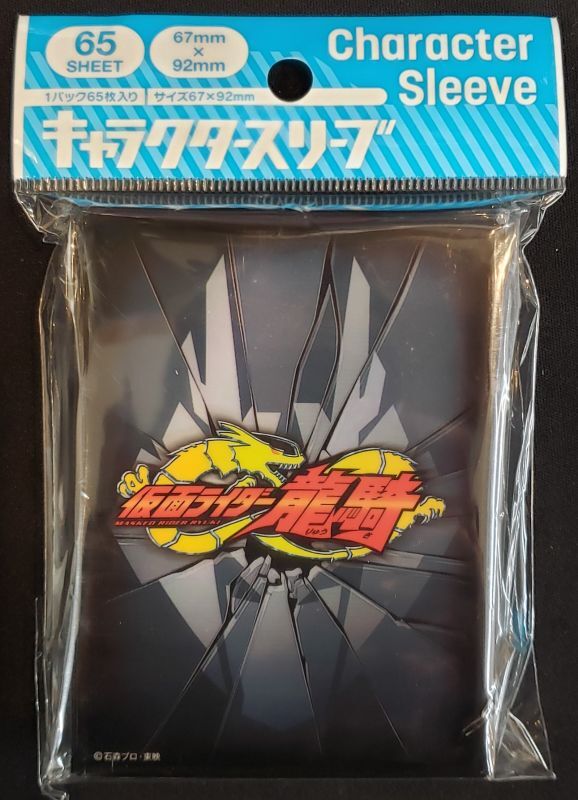 65
SHEET
67mm
×
92mm
Character
Sleeve
1パック65枚入り サイズ67×92mm
キャラクタースリーブ
仮面ライダー龍騎
MASKED RIDER RYUKI
りゅう き
©石森プロ・東映